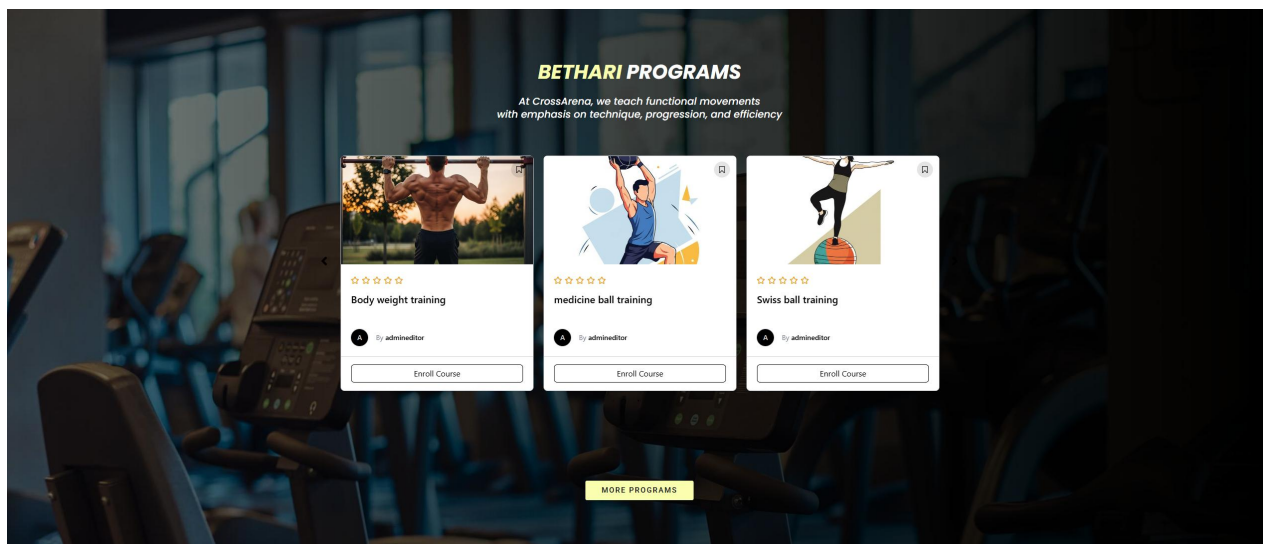 BETHARI PROGRAMS
At CrossArena, we teach functional movements
with emphasis on technique, progression, and efficiency
Body weight training
A By admineditor
Enroll Course
medicine ball training
A By admineditor
Enroll Course
Swiss ball training
A By admineditor
Enroll Course
MORE PROGRAMS